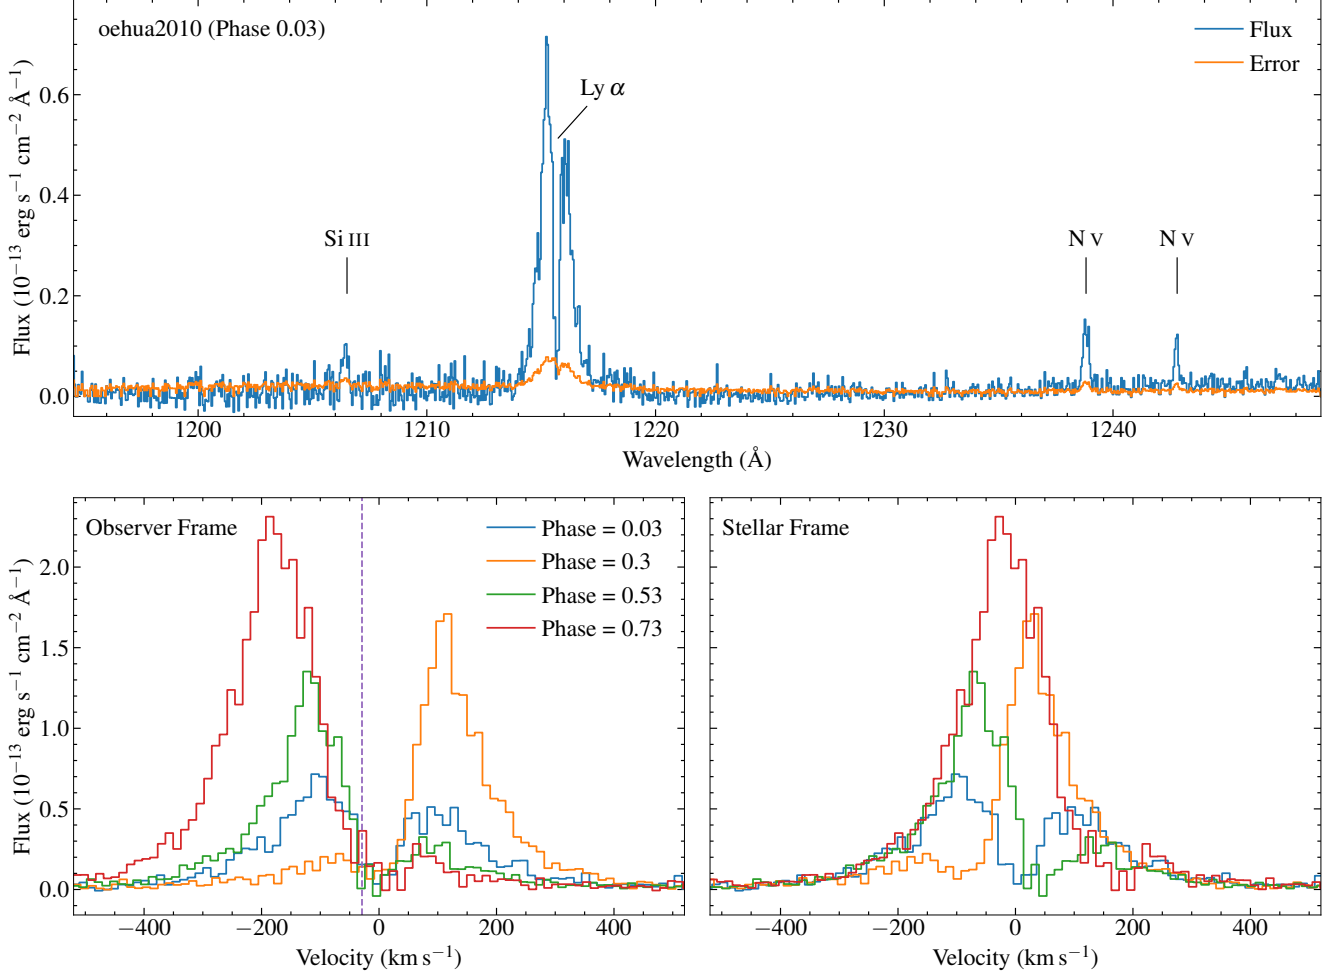 oehua2010 (Phase 0.03)
Flux
Error
Ly α
Si III
N V
N V
Flux (10−13 erg s−1 cm−2 Å−1)
0.6
0.4
0.2
0.0
1200
1210
1220
1230
1240
Wavelength (Å)
Observer Frame
Phase = 0.03
Phase = 0.3
Phase = 0.53
Phase = 0.73
Flux (10−13 erg s−1 cm−2 Å−1)
2.0
1.5
1.0
0.5
0.0
−400
−200
0
200
400
Velocity (km s−1)
Stellar Frame
−400
−200
0
200
400
Velocity (km s−1)